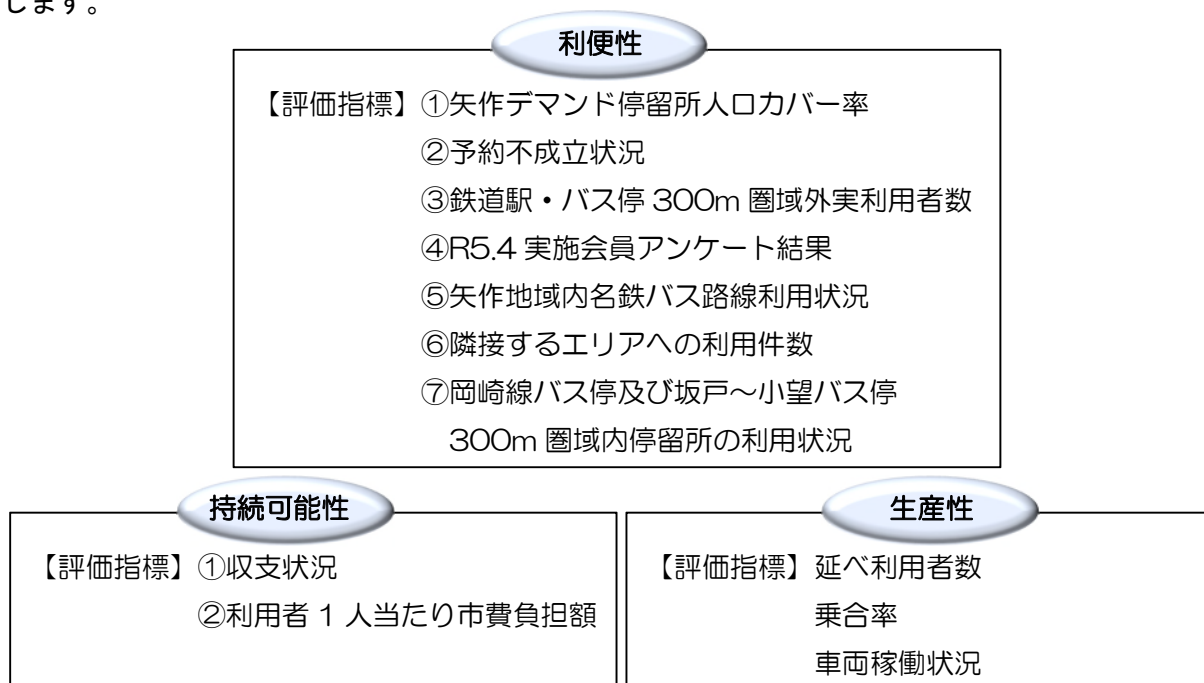 します。
利便性
【評価指標】①矢作デマンド停留所人口カバー率
②予約不成立状況
③鉄道駅・バス停 300m 圏域外実利用者数
④R5.4 実施会員アンケート結果
⑤矢作地域内名鉄バス路線利用状況
⑥隣接するエリアへの利用件数
⑦岡崎線バス停及び坂戸～小望バス停
300m 圏域内停留所の利用状況
持続可能性
【評価指標】①収支状況
②利用者 1 人当たり市費負担額
生産性
【評価指標】延べ利用者数
乗合率
車両稼働状況